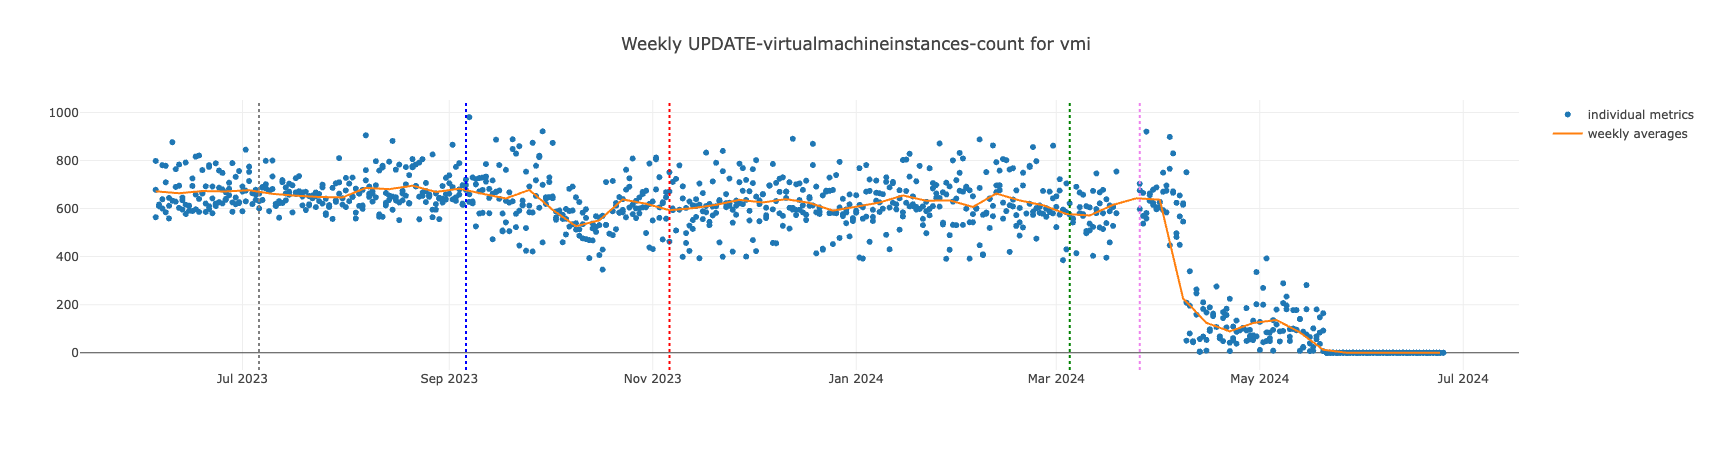 Weekly UPDATE-virtualmachineinstances-count for vmi
1000
800
600
400
200
0
Jul 2023
Sep 2023
Nov 2023
Jan 2024
Mar 2024
May 2024
Jul 2024
individual metrics
weekly averages